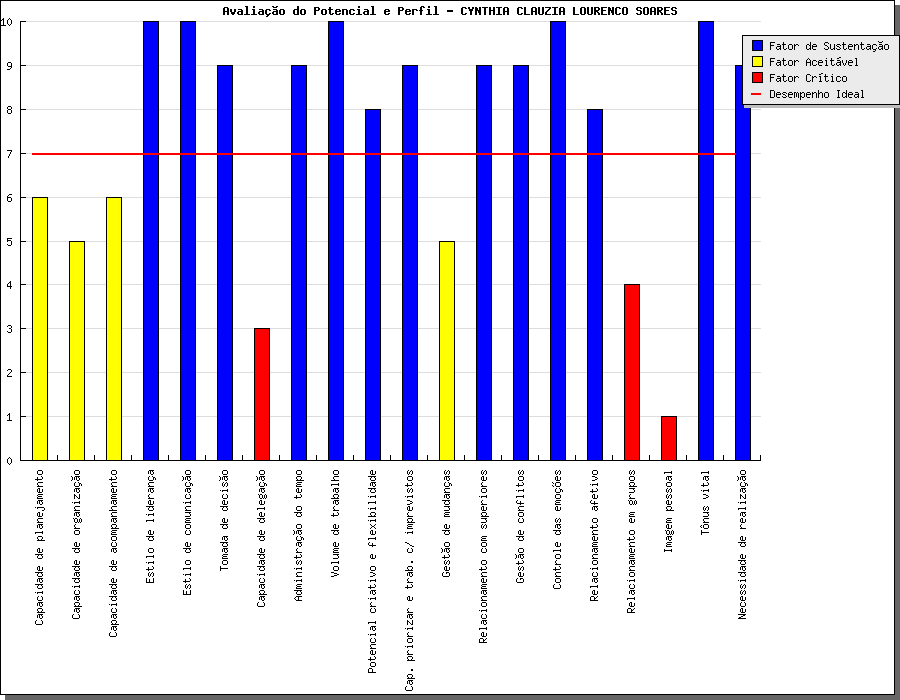 Avaliação do Potencial e Perfil - CYNTHIA CLAUZIA LOURENCO SOARES
10
9
8
7
6
5
4
3
2
1
0
Fator de Sustentação
Fator Aceitável
Fator Crítico
Desempenho Ideal
Capacidade de planejamento
Capacidade de organização
Capacidade de acompanhamento
Estilo de liderança
Estilo de comunicação
Tomada de decisão
Capacidade de delegação
Administração do tempo
Volume de trabalho
Potencial criativo e flexibilidade
Cap. priorizar e trab. c/ imprevistos
Gestão de mudanças
Relacionamento com superiores
Gestão de conflitos
Controle das emoções
Relacionamento afetivo
Relacionamento em grupos
Imagem pessoal
Tônus vital
Necessidade de realização